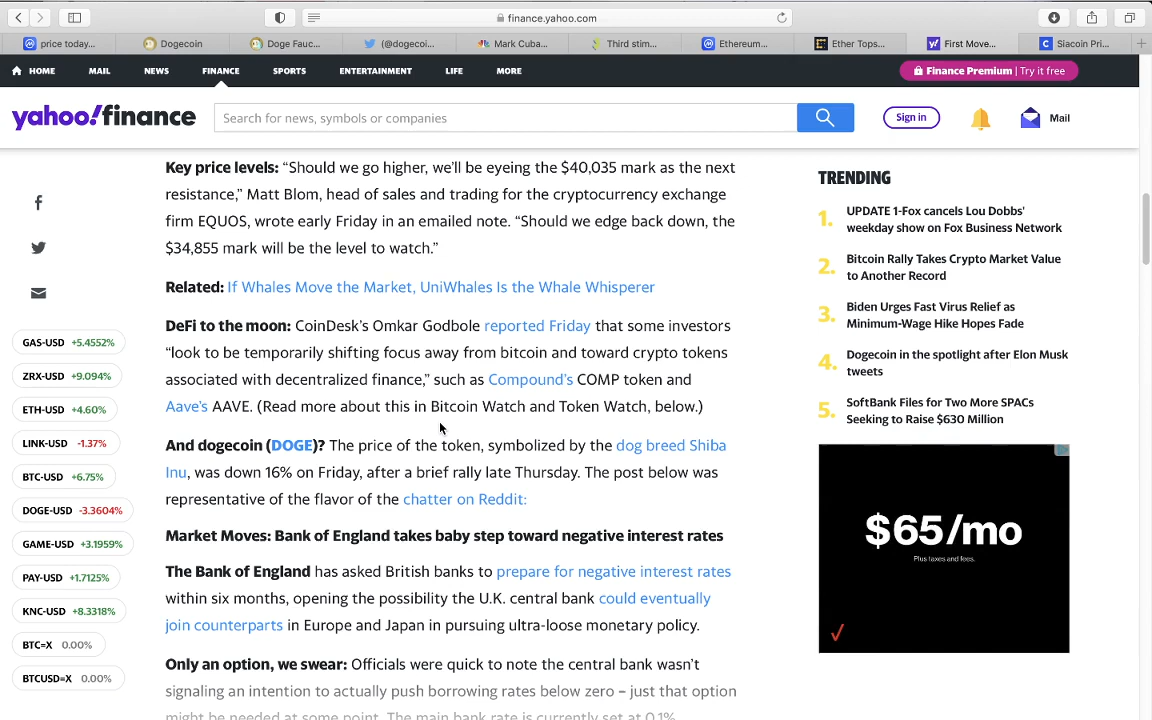 finance.yahoo.com
price today...
Dogecoin
Doge Fauc...
(@dogecoi...
Mark Cuba...
Third stim...
Ethereum...
Ether Tops...
First Move...
Siacoin Pri...
HOME MAIL NEWS FINANCE SPORTS ENTERTAINMENT LIFE MORE
Finance Premium | Try it free
yahoo!finance
Search for news, symbols or companies
Sign in
Mail
Key price levels: “Should we go higher, we’ll be eyeing the $40,035 mark as the next
resistance,” Matt Blom, head of sales and trading for the cryptocurrency exchange
firm EQUOS, wrote early Friday in an emailed note. “Should we edge back down, the
$34,855 mark will be the level to watch.”
Related: If Whales Move the Market, UniWhales Is the Whale Whisperer
DeFi to the moon: CoinDesk’s Omkar Godbole reported Friday that some investors
“look to be temporarily shifting focus away from bitcoin and toward crypto tokens
associated with decentralized finance,” such as Compound’s COMP token and
Aave’s AAVE. (Read more about this in Bitcoin Watch and Token Watch, below.)
And dogecoin (DOGE)? The price of the token, symbolized by the dog breed Shiba
Inu, was down 16% on Friday, after a brief rally late Thursday. The post below was
representative of the flavor of the chatter on Reddit:
Market Moves: Bank of England takes baby step toward negative interest rates
The Bank of England has asked British banks to prepare for negative interest rates
within six months, opening the possibility the U.K. central bank could eventually
join counterparts in Europe and Japan in pursuing ultra-loose monetary policy.
Only an option, we swear: Officials were quick to note the central bank wasn’t
signaling an intention to actually push borrowing rates below zero – just that option
might be needed at some point. The main bank rate is currently set at 0.1%.
GAS-USD +5.4552%
ZRX-USD +9.094%
ETH-USD +4.60%
LINK-USD -1.37%
BTC-USD +6.75%
DOGE-USD -3.3604%
GAME-USD +3.1959%
PAY-USD +1.7125%
KNC-USD +8.3318%
BTC=X 0.00%
BTCUSD=X 0.00%
TRENDING
1. UPDATE 1-Fox cancels Lou Dobbs'
weekday show on Fox Business Network
2. Bitcoin Rally Takes Crypto Market Value
to Another Record
3. Biden Urges Fast Virus Relief as
Minimum-Wage Hike Hopes Fade
4. Dogecoin in the spotlight after Elon Musk
tweets
5. SoftBank Files for Two More SPACs
Seeking to Raise $630 Million
$65/mo
Plus taxes and fees.